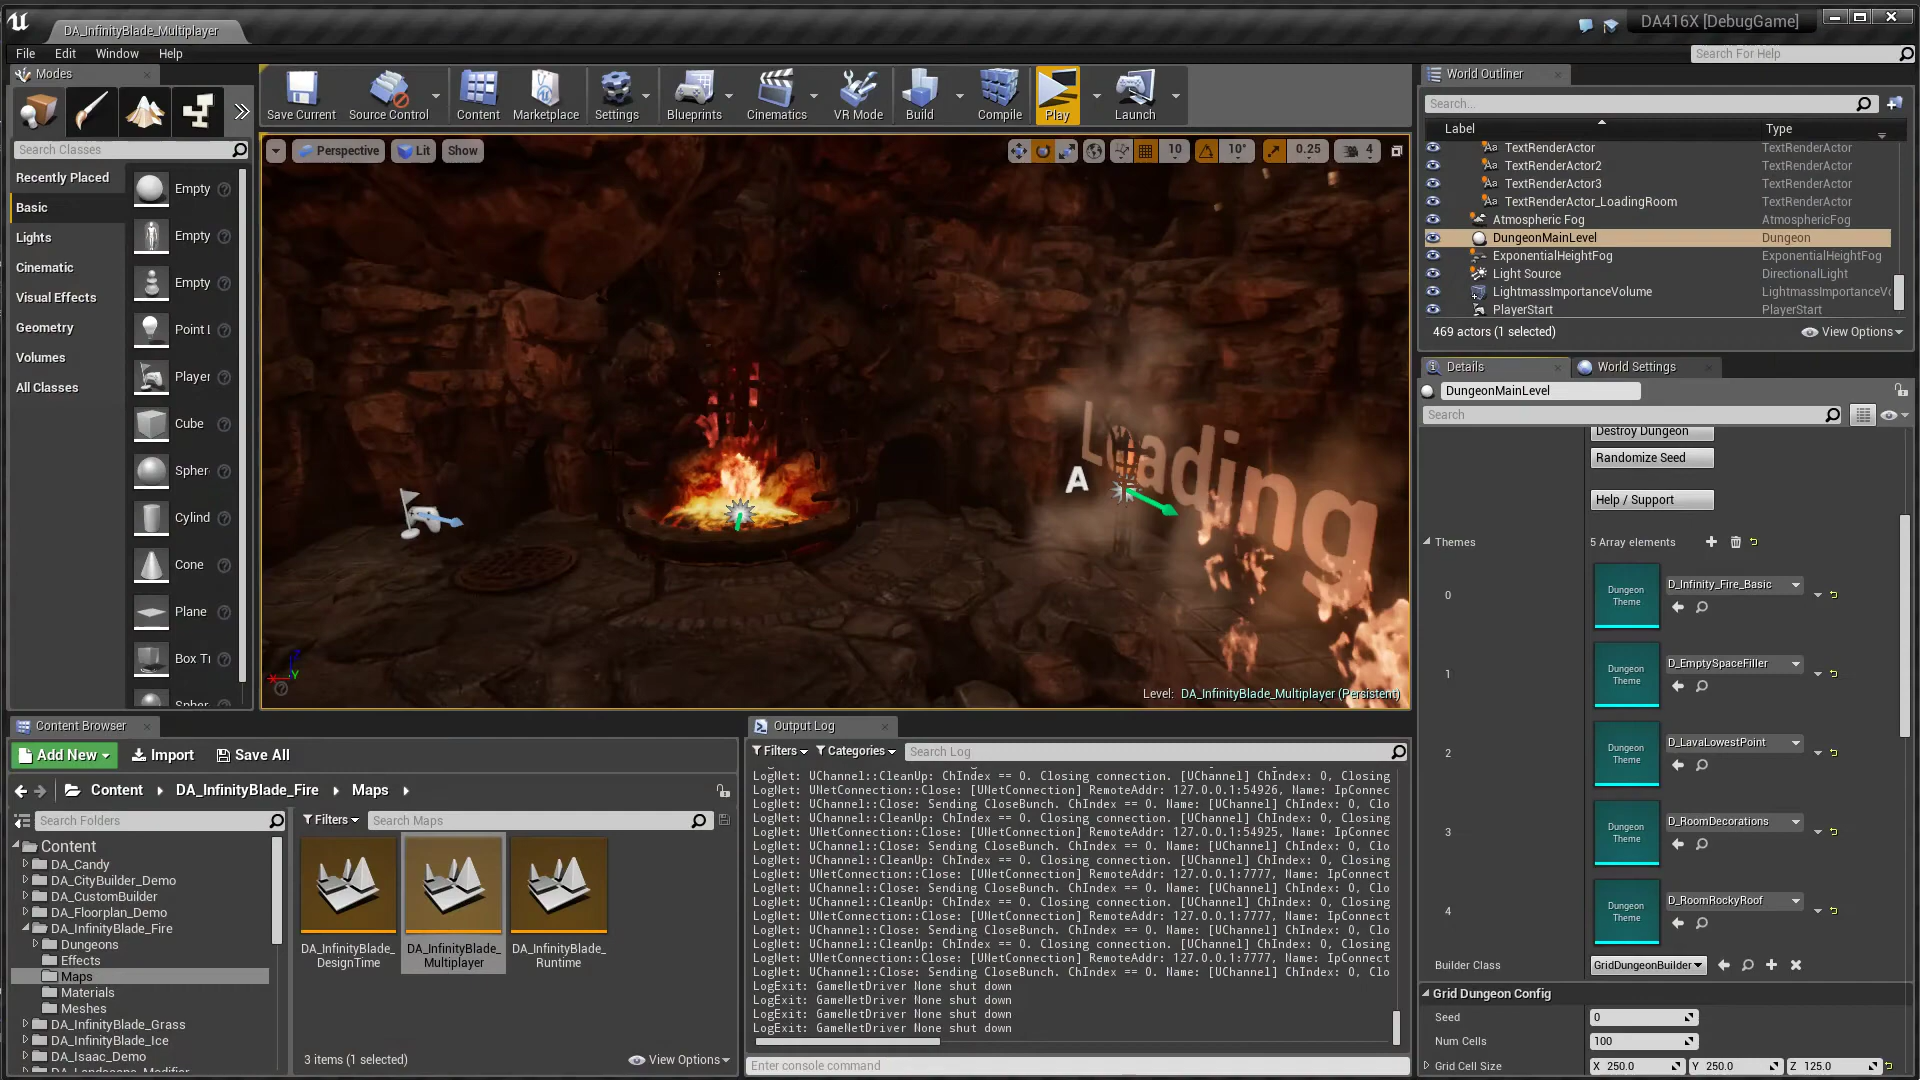 DA_InfinityBlade_Multiplayer
DA416X [DebugGame]
File Edit Window Help
Search For Help
Modes
Search Classes
Recently Placed
Basic
Lights
Cinematic
Visual Effects
Geometry
Volumes
All Classes
Empty
Empty
Empty
Point L
Player
Cube
Spher
Cylind
Cone
Plane
Box Tr
Save Current
Source Control
Content
Marketplace
Settings
Blueprints
Cinematics
VR Mode
Build
Compile
Play
Launch
Perspective Lit Show
10 10° 0.25 4
A
Loading
Level: DA_InfinityBlade_Multiplayer (Persistent)
World Outliner
Search...
Label Type
TextRenderActor TextRenderActor
TextRenderActor2 TextRenderActor
TextRenderActor3 TextRenderActor
TextRenderActor_LoadingRoom TextRenderActor
Atmospheric Fog AtmosphericFog
DungeonMainLevel Dungeon
ExponentialHeightFog ExponentialHeightFog
Light Source DirectionalLight
LightmassImportanceVolume LightmassImportanceVo
PlayerStart PlayerStart
469 actors (1 selected) View Options
Details World Settings
DungeonMainLevel
Search
Destroy Dungeon
Randomize Seed
Help / Support
Themes 5 Array elements
0 Dungeon Theme D_Infinity_Fire_Basic
1 Dungeon Theme D_EmptySpaceFiller
2 Dungeon Theme D_LavaLowestPoint
3 Dungeon Theme D_RoomDecorations
4 Dungeon Theme D_RoomRockyRoof
Builder Class GridDungeonBuilder
Grid Dungeon Config
Seed 0
Num Cells 100
Grid Cell Size X 250.0 Y 250.0 Z 125.0
Content Browser
Add New Import Save All
Content DA_InfinityBlade_Fire Maps
Search Folders
Filters Search Maps
Content
DA_Candy
DA_CityBuilder_Demo
DA_CustomBuilder
DA_Floorplan_Demo
DA_InfinityBlade_Fire
Dungeons
Effects
Maps
Materials
Meshes
DA_InfinityBlade_Grass
DA_InfinityBlade_Ice
DA_Isaac_Demo
DA_Landscape_Modifier
DA_InfinityBlade_
DesignTime
DA_InfinityBlade_
Multiplayer
DA_InfinityBlade_
Runtime
3 items (1 selected) View Options
Output Log
Filters Categories Search Log
LogNet: UChannel::CleanUp: ChIndex == 0. Closing connection. [UChannel] ChIndex: 0, Closing
LogNet: UNetConnection::Close: [UNetConnection] RemoteAddr: 127.0.0.1:54926, Name: IpConnec
LogNet: UChannel::Close: Sending CloseBunch. ChIndex == 0. Name: [UChannel] ChIndex: 0, Clo
LogNet: UChannel::CleanUp: ChIndex == 0. Closing connection. [UChannel] ChIndex: 0, Closing
LogNet: UNetConnection::Close: [UNetConnection] RemoteAddr: 127.0.0.1:54925, Name: IpConnec
LogNet: UChannel::Close: Sending CloseBunch. ChIndex == 0. Name: [UChannel] ChIndex: 0, Clo
LogNet: UChannel::CleanUp: ChIndex == 0. Closing connection. [UChannel] ChIndex: 0, Closing
LogNet: UNetConnection::Close: [UNetConnection] RemoteAddr: 127.0.0.1:7777, Name: IpConnect
LogNet: UChannel::Close: Sending CloseBunch. ChIndex == 0. Name: [UChannel] ChIndex: 0, Clo
LogNet: UChannel::CleanUp: ChIndex == 0. Closing connection. [UChannel] ChIndex: 0, Closing
LogNet: UNetConnection::Close: [UNetConnection] RemoteAddr: 127.0.0.1:7777, Name: IpConnect
LogNet: UChannel::Close: Sending CloseBunch. ChIndex == 0. Name: [UChannel] ChIndex: 0, Clo
LogNet: UChannel::CleanUp: ChIndex == 0. Closing connection. [UChannel] ChIndex: 0, Closing
LogNet: UNetConnection::Close: [UNetConnection] RemoteAddr: 127.0.0.1:7777, Name: IpConnect
LogNet: UChannel::Close: Sending CloseBunch. ChIndex == 0. Name: [UChannel] ChIndex: 0, Clo
LogExit: GameNetDriver None shut down
LogExit: GameNetDriver None shut down
LogExit: GameNetDriver None shut down
LogExit: GameNetDriver None shut down
Enter console command